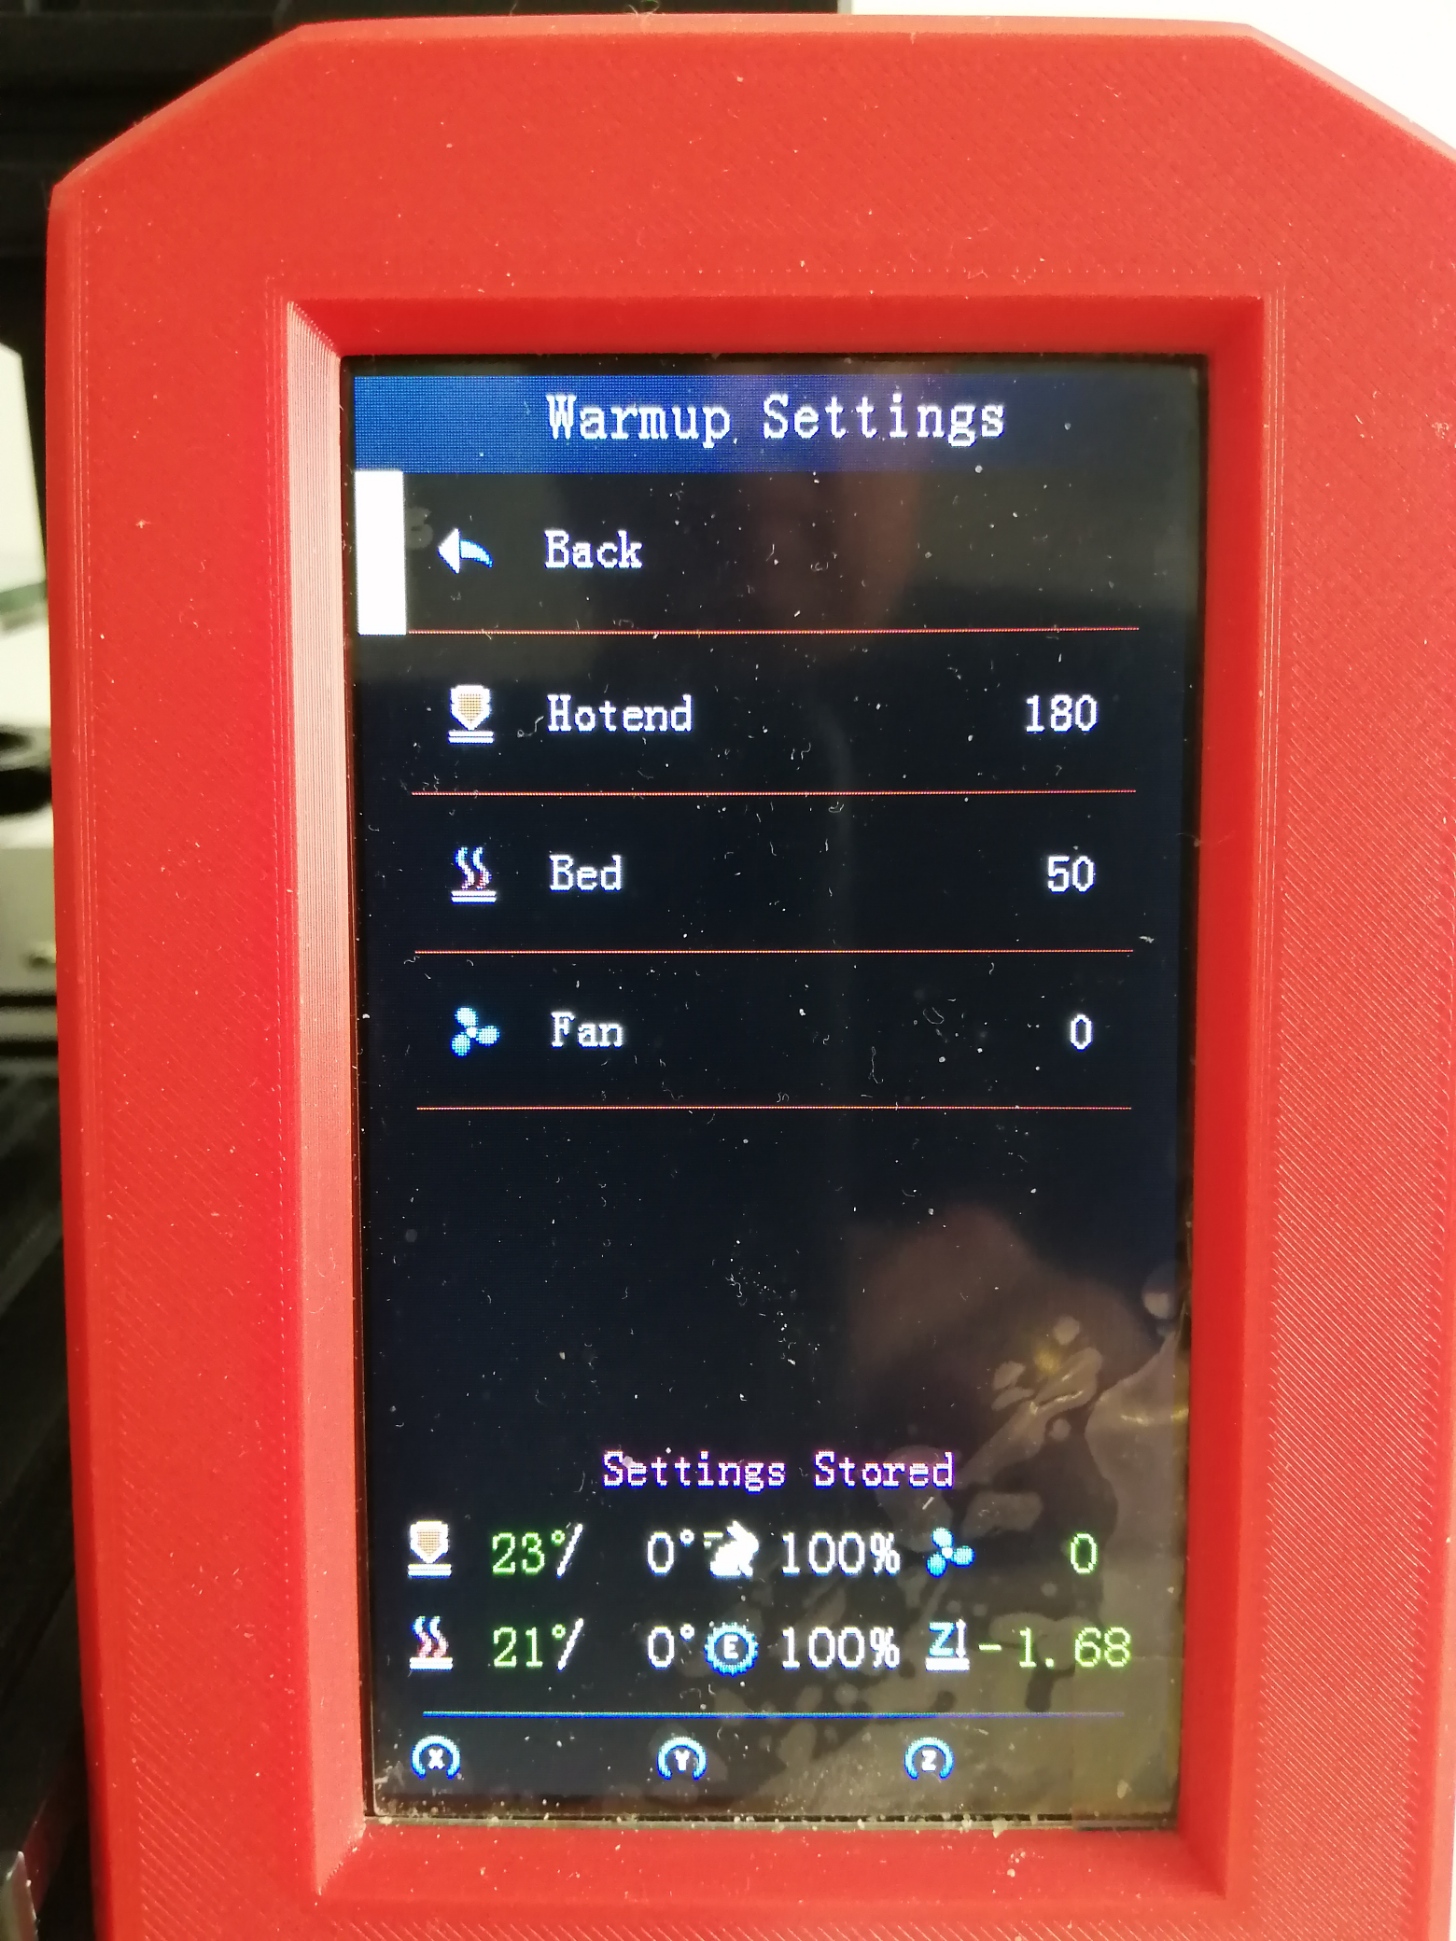 Warmup Settings
Back
Hotend 180
Bed 50
Fan 0
Settings Stored
23°/ 0° 100% 0
21°/ 0° E 100% Z -1.68
X Y Z